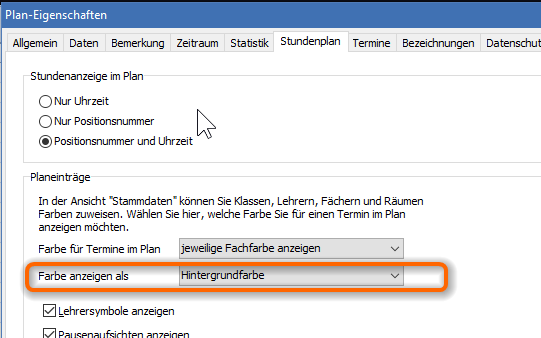 Plan-Eigenschaften
Allgemein Daten Bemerkung Zeitraum Statistik Stundenplan Termine Bezeichnungen Datenschut
Stundenanzeige im Plan
Nur Uhrzeit
Nur Positionsnummer
Positionsnummer und Uhrzeit
Planeinträge
In der Ansicht "Stammdaten" können Sie Klassen, Lehrern, Fächern und Räumen
Farben zuweisen. Wählen Sie hier, welche Farbe Sie für einen Termin im Plan
anzeigen möchten.
Farbe für Termine im Plan jeweilige Fachfarbe anzeigen
Farbe anzeigen als Hintergrundfarbe
Lehrersymbole anzeigen
Pausenaufsichten anzeigen